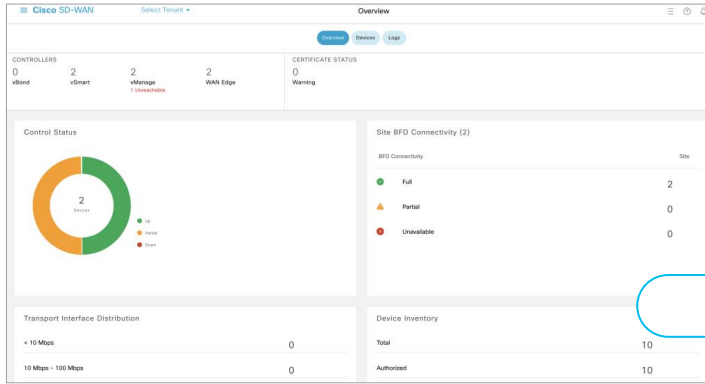 Cisco SD-WAN Select Tenant Overview
Overview Devices Logs
CONTROLLERS CERTIFICATE STATUS
0 2 2 2 0
vBond vSmart vManage WAN Edge Warning
1 Unreachable
Control Status Site BFD Connectivity (2)
BFD Connectivity Site
Full 2
2
Devices
Partial 0
Up
Partial
Unavailable 0
Down
Transport Interface Distribution Device Inventory
< 10 Mbps 0 Total 10
10 Mbps - 100 Mbps 0 Authorized 10